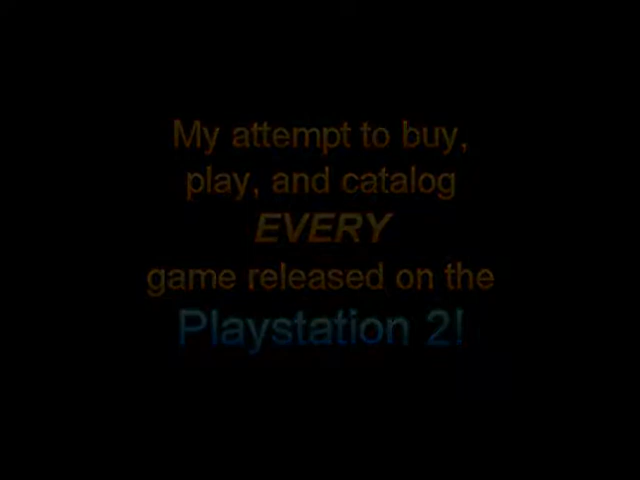 My attempt to buy,
play, and catalog
EVERY
game released on the
Playstation 2!